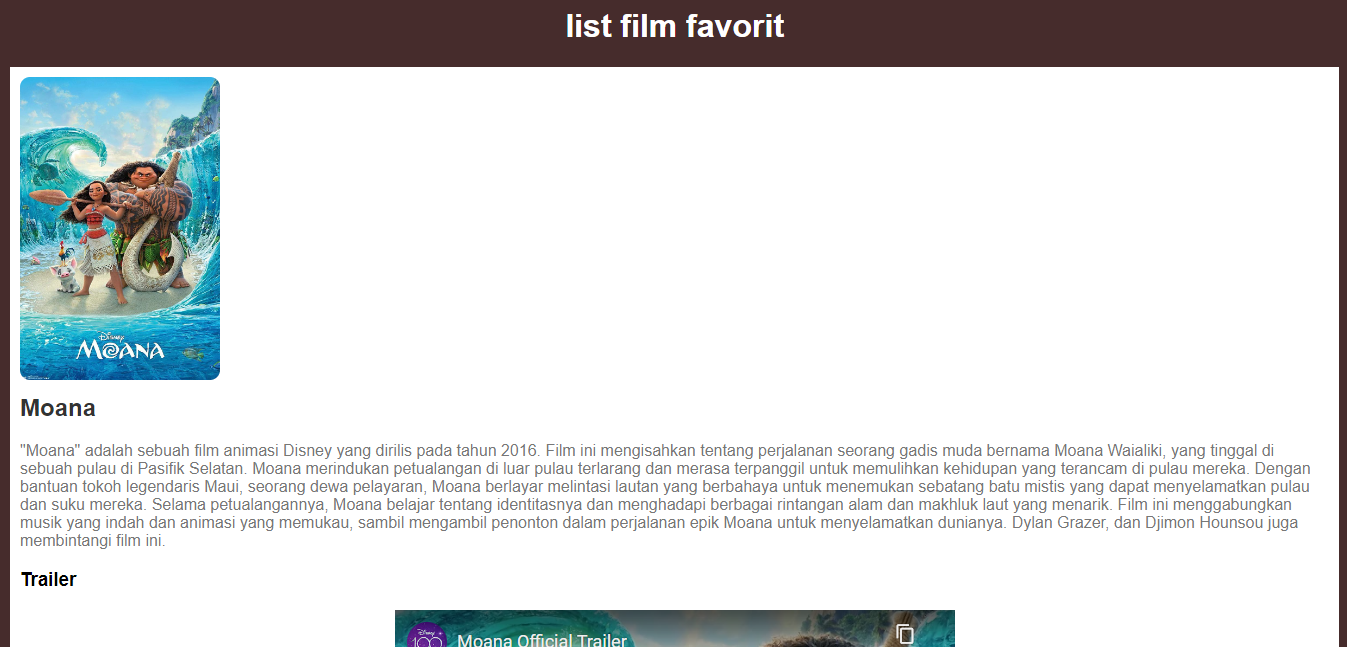 list film favorit
Disney
MOANA
Moana
"Moana" adalah sebuah film animasi Disney yang dirilis pada tahun 2016. Film ini mengisahkan tentang perjalanan seorang gadis muda bernama Moana Waialiki, yang tinggal di
sebuah pulau di Pasifik Selatan. Moana merindukan petualangan di luar pulau terlarang dan merasa terpanggil untuk memulihkan kehidupan yang terancam di pulau mereka. Dengan
bantuan tokoh legendaris Maui, seorang dewa pelayaran, Moana berlayar melintasi lautan yang berbahaya untuk menemukan sebatang batu mistis yang dapat menyelamatkan pulau
dan suku mereka. Selama petualangannya, Moana belajar tentang identitasnya dan menghadapi berbagai rintangan alam dan makhluk laut yang menarik. Film ini menggabungkan
musik yang indah dan animasi yang memukau, sambil mengambil penonton dalam perjalanan epik Moana untuk menyelamatkan dunianya. Dylan Grazer, dan Djimon Hounsou juga
membintangi film ini.
Trailer
Disney
100
Moana Official Trailer